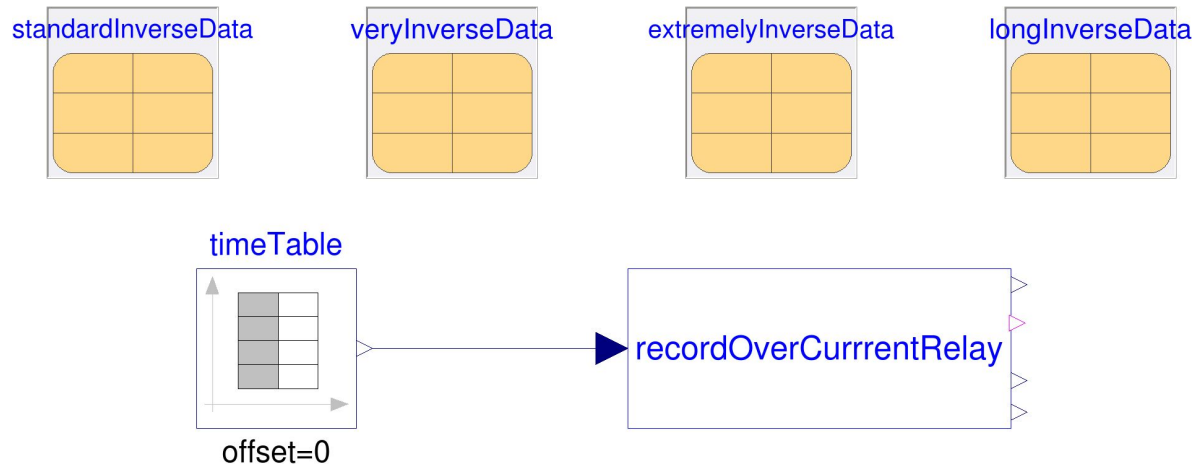 standardInverseData
veryInverseData
extremelyInverseData
longInverseData
timeTable
recordOverCurrrentRelay
offset=0